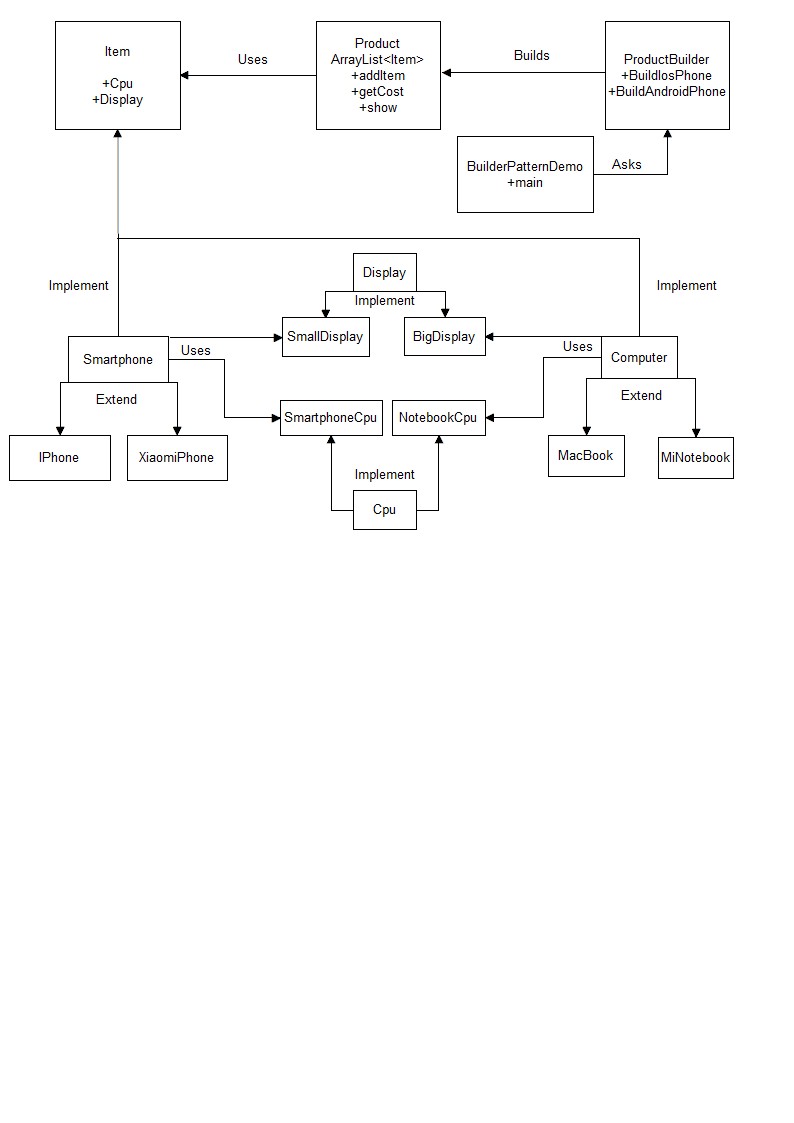 Item
+Cpu
+Display
Uses
Product
ArrayList<Item>
+addItem
+getCost
+show
Builds
ProductBuilder
+BuildIosPhone
+BuildAndroidPhone
BuilderPatternDemo
+main
Asks
Implement
Display
Implement
Implement
SmallDisplay
BigDisplay
Smartphone
Uses
Uses
Computer
Extend
Extend
SmartphoneCpu
NotebookCpu
IPhone
XiaomiPhone
Implement
MacBook
MiNotebook
Cpu